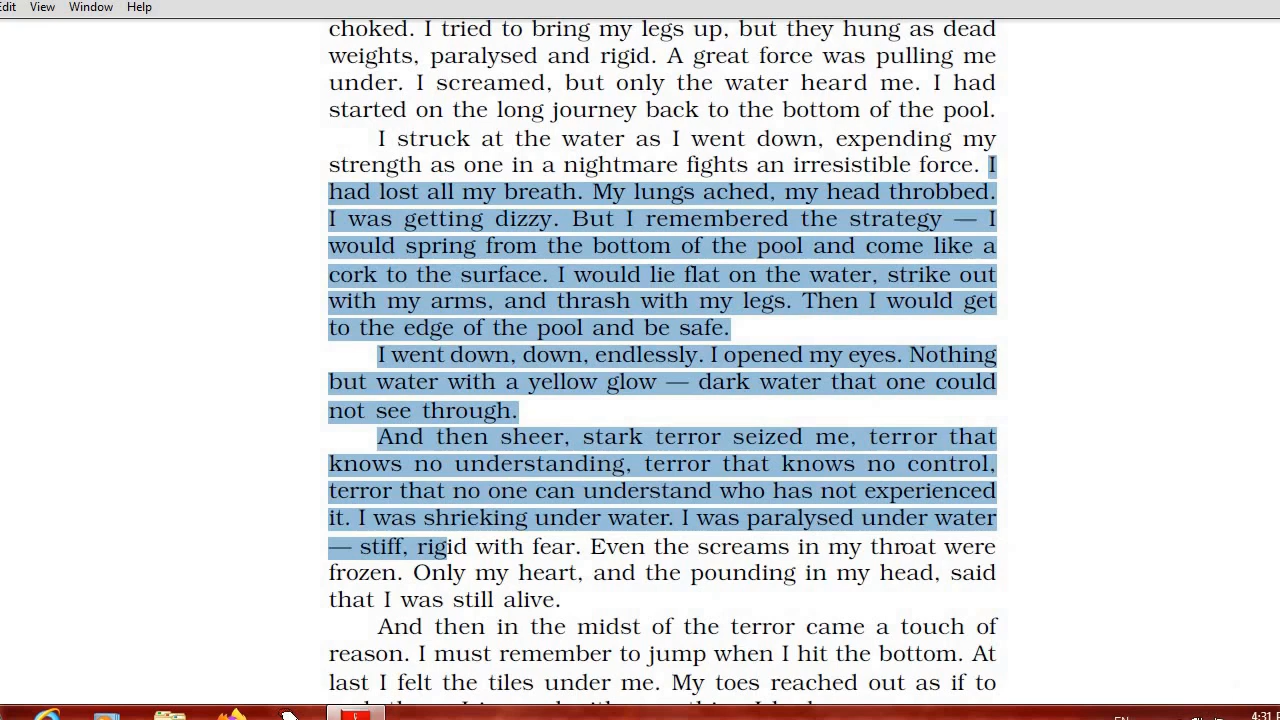 Edit View Window Help
choked. I tried to bring my legs up, but they hung as dead
weights, paralysed and rigid. A great force was pulling me
under. I screamed, but only the water heard me. I had
started on the long journey back to the bottom of the pool.
I struck at the water as I went down, expending my
strength as one in a nightmare fights an irresistible force. I
had lost all my breath. My lungs ached, my head throbbed.
I was getting dizzy. But I remembered the strategy — I
would spring from the bottom of the pool and come like a
cork to the surface. I would lie flat on the water, strike out
with my arms, and thrash with my legs. Then I would get
to the edge of the pool and be safe.
I went down, down, endlessly. I opened my eyes. Nothing
but water with a yellow glow — dark water that one could
not see through.
And then sheer, stark terror seized me, terror that
knows no understanding, terror that knows no control,
terror that no one can understand who has not experienced
it. I was shrieking under water. I was paralysed under water
— stiff, rigid with fear. Even the screams in my throat were
frozen. Only my heart, and the pounding in my head, said
that I was still alive.
And then in the midst of the terror came a touch of
reason. I must remember to jump when I hit the bottom. At
last I felt the tiles under me. My toes reached out as if to
EN 4:31